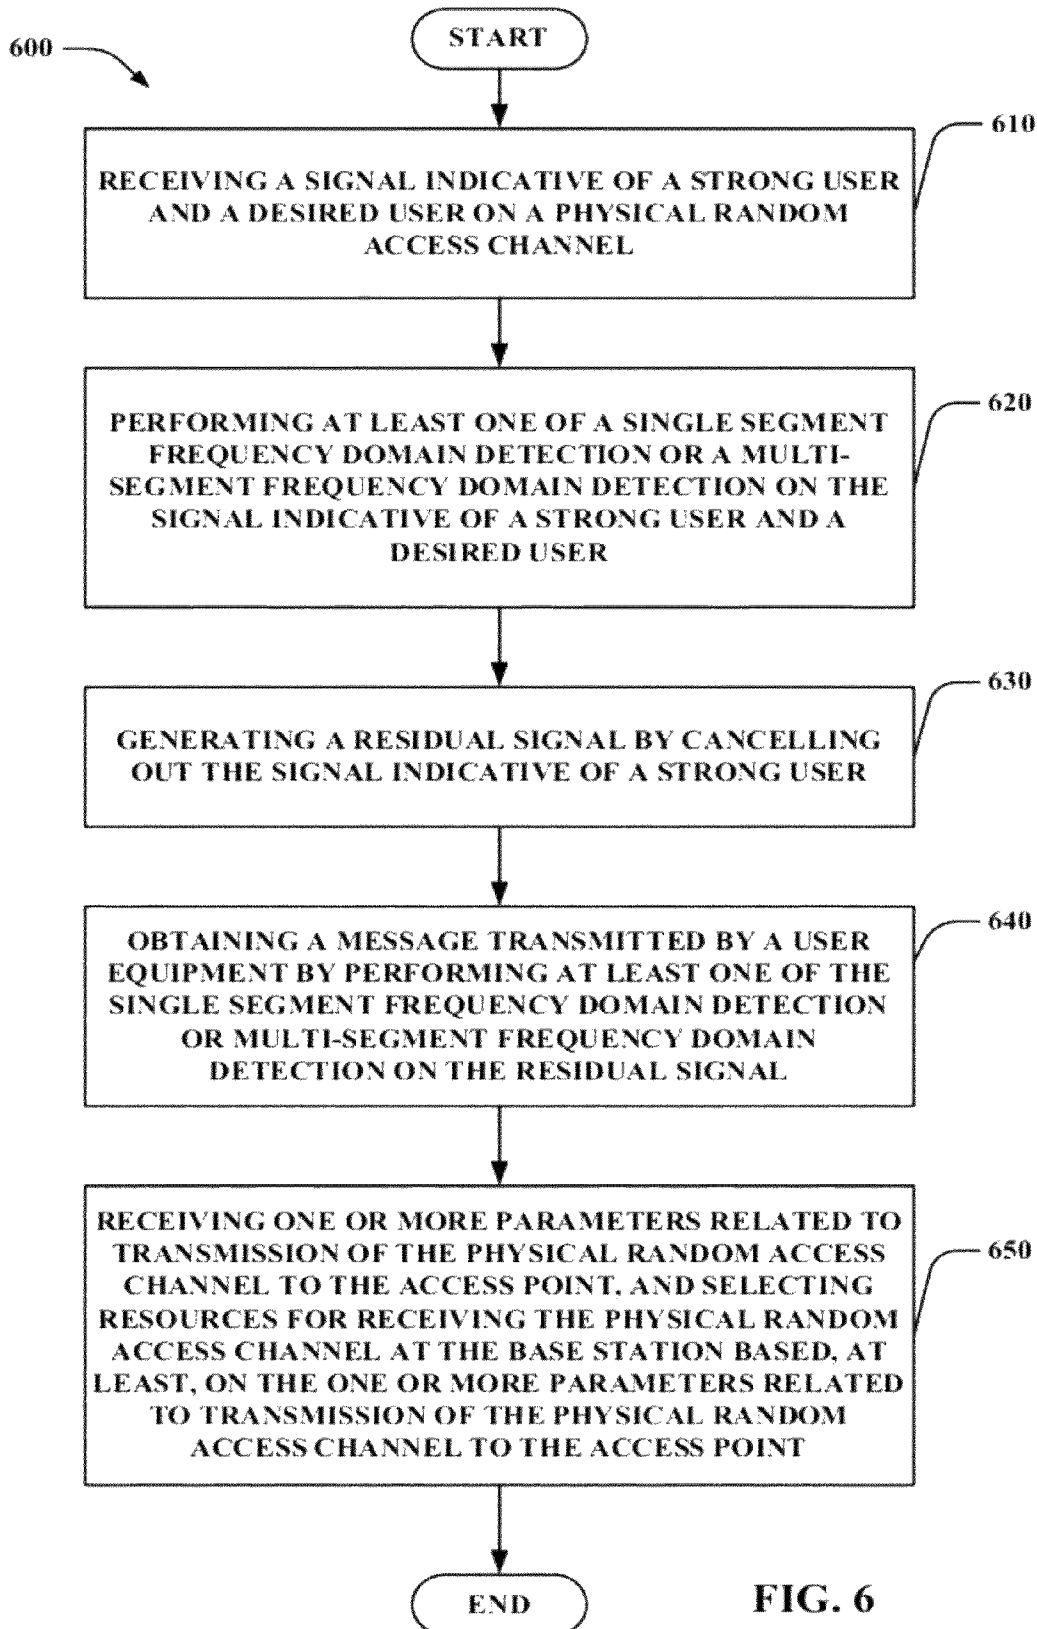 600
START
610
RECEIVING A SIGNAL INDICATIVE OF A STRONG USER
AND A DESIRED USER ON A PHYSICAL RANDOM
ACCESS CHANNEL
620
PERFORMING AT LEAST ONE OF A SINGLE SEGMENT
FREQUENCY DOMAIN DETECTION OR A MULTI-
SEGMENT FREQUENCY DOMAIN DETECTION ON THE
SIGNAL INDICATIVE OF A STRONG USER AND A
DESIRED USER
630
GENERATING A RESIDUAL SIGNAL BY CANCELLING
OUT THE SIGNAL INDICATIVE OF A STRONG USER
640
OBTAINING A MESSAGE TRANSMITTED BY A USER
EQUIPMENT BY PERFORMING AT LEAST ONE OF THE
SINGLE SEGMENT FREQUENCY DOMAIN DETECTION
OR MULTI-SEGMENT FREQUENCY DOMAIN
DETECTION ON THE RESIDUAL SIGNAL
650
RECEIVING ONE OR MORE PARAMETERS RELATED TO
TRANSMISSION OF THE PHYSICAL RANDOM ACCESS
CHANNEL TO THE ACCESS POINT, AND SELECTING
RESOURCES FOR RECEIVING THE PHYSICAL RANDOM
ACCESS CHANNEL AT THE BASE STATION BASED, AT
LEAST, ON THE ONE OR MORE PARAMETERS RELATED
TO TRANSMISSION OF THE PHYSICAL RANDOM
ACCESS CHANNEL TO THE ACCESS POINT
END
FIG. 6